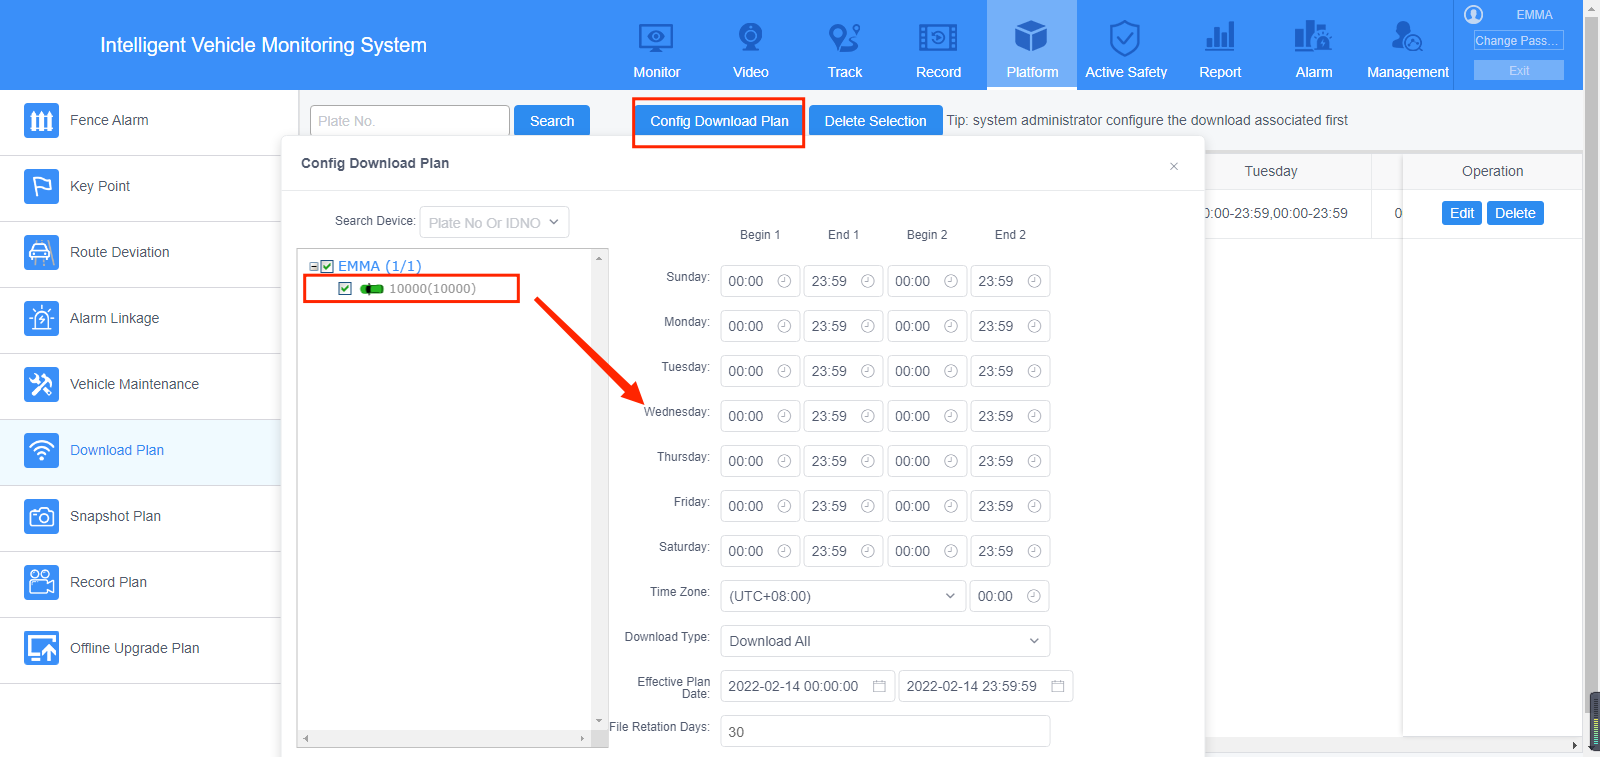 Intelligent Vehicle Monitoring System
Monitor
Video
Track
Record
Platform
Active Safety
Report
Alarm
Management
EMMA
Change Pass...
Exit
Fence Alarm
Key Point
Route Deviation
Alarm Linkage
Vehicle Maintenance
Download Plan
Snapshot Plan
Record Plan
Offline Upgrade Plan
Plate No.
Search
Config Download Plan
Delete Selection
Tip: system administrator configure the download associated first
Tuesday
Operation
0:00-23:59,00:00-23:59
0
Edit
Delete
Config Download Plan
×
Search Device:
Plate No Or IDNO
EMMA (1/1)
10000(10000)
Begin 1 End 1 Begin 2 End 2
Sunday: 00:00 23:59 00:00 23:59
Monday: 00:00 23:59 00:00 23:59
Tuesday: 00:00 23:59 00:00 23:59
Wednesday: 00:00 23:59 00:00 23:59
Thursday: 00:00 23:59 00:00 23:59
Friday: 00:00 23:59 00:00 23:59
Saturday: 00:00 23:59 00:00 23:59
Time Zone: (UTC+08:00) 00:00
Download Type: Download All
Effective Plan
Date:
2022-02-14 00:00:00 2022-02-14 23:59:59
File Retation Days: 30